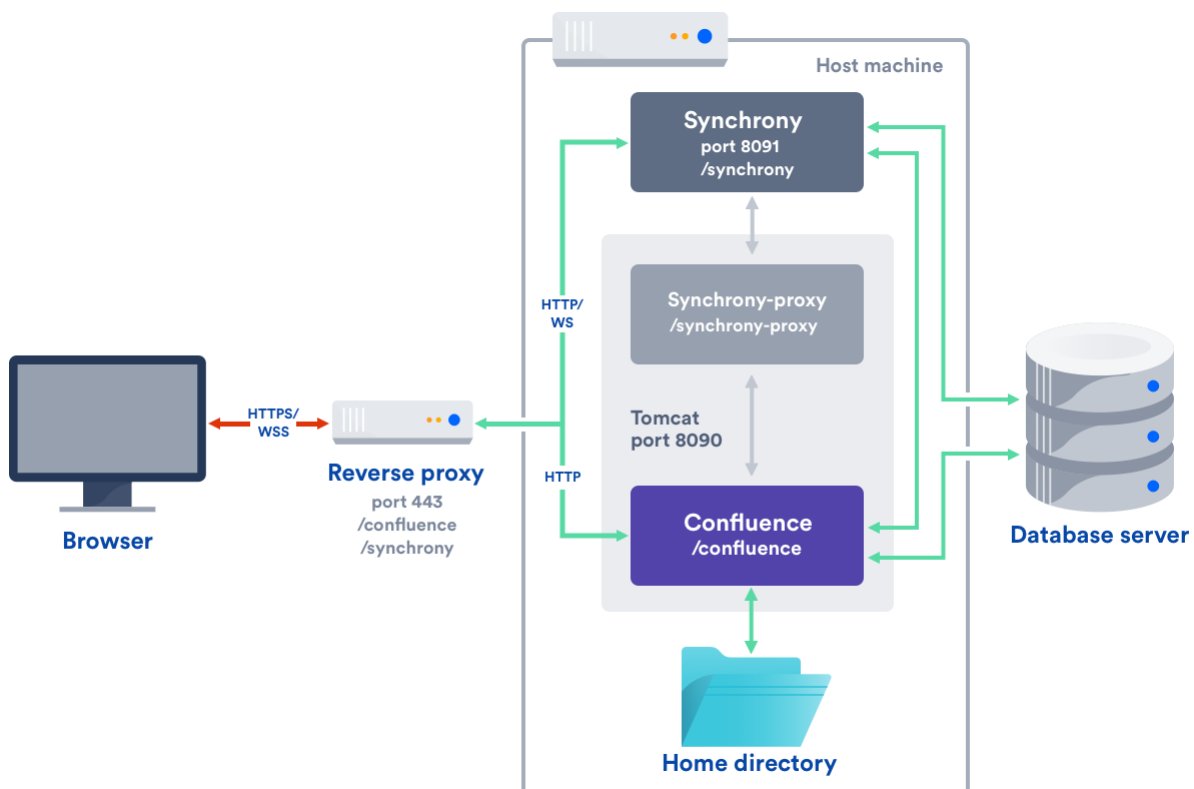 Host machine
Synchrony
port 8091
/synchrony
HTTP/
WS
Synchrony-proxy
/synchrony-proxy
HTTPS/
WSS
Tomcat
port 8090
Reverse proxy
port 443
/confluence
/synchrony
HTTP
Browser
Confluence
/confluence
Database server
Home directory